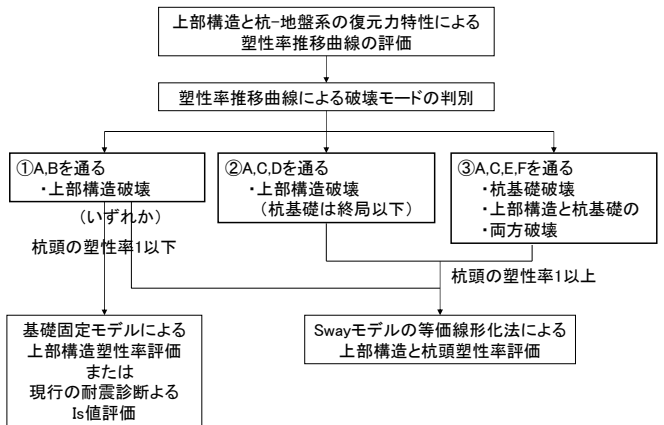 上部構造と杭-地盤系の復元力特性による
塑性率推移曲線の評価
塑性率推移曲線による破壊モードの判別
①A,Bを通る
・上部構造破壊
(いずれか)
杭頭の塑性率1以下
②A,C,Dを通る
・上部構造破壊
(杭基礎は終局以下)
③A,C,E,Fを通る
・杭基礎破壊
・上部構造と杭基礎の
・両方破壊
杭頭の塑性率1以上
基礎固定モデルによる
上部構造塑性率評価
または
現行の耐震診断よる
Is値評価
Swayモデルの等価線形化法による
上部構造と杭頭塑性率評価